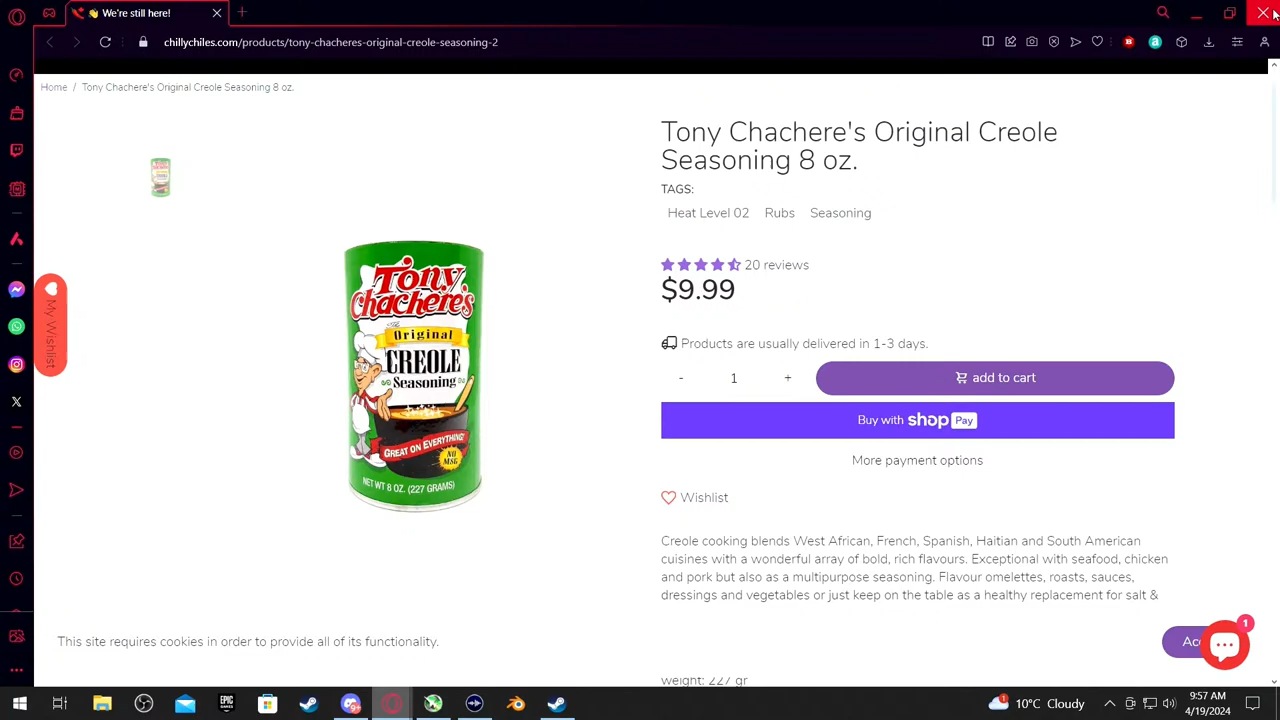 👋 We're still here!
chillychiles.com/products/tony-chacheres-original-creole-seasoning-2
Home / Tony Chachere's Original Creole Seasoning 8 oz.
Tony Chachere's Original Creole
Seasoning 8 oz.
TAGS:
Heat Level 02 Rubs Seasoning
20 reviews
$9.99
Products are usually delivered in 1-3 days.
- 1 + add to cart
Buy with shop Pay
More payment options
Wishlist
Creole cooking blends West African, French, Spanish, Haitian and South American
cuisines with a wonderful array of bold, rich flavours. Exceptional with seafood, chicken
and pork but also as a multipurpose seasoning. Flavour omelettes, roasts, sauces,
dressings and vegetables or just keep on the table as a healthy replacement for salt &
weight: 227 gr
My Wishlist
Tony
Chachere's
The
Original
CREOLE
Seasoning
GREAT ON EVERYTHING!
NO
MSG
NET WT 8 OZ. (227 GRAMS)
This site requires cookies in order to provide all of its functionality.
Acc
1
EPIC
GAMES
1
10°C Cloudy
9:57 AM
4/19/2024